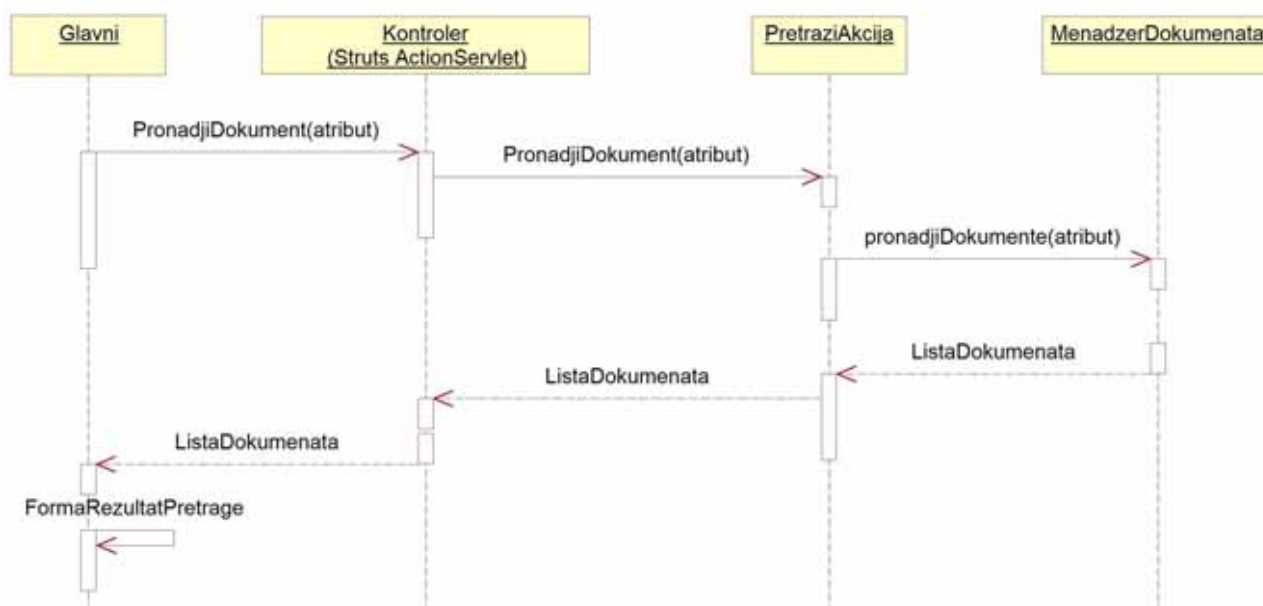 Glavni
Kontroler
(Struts ActionServlet)
PretraziAkcija
MenadzerDokumenata
PronadjiDokument(atribut)
PronadjiDokument(atribut)
pronadjiDokumente(atribut)
ListaDokumenata
ListaDokumenata
ListaDokumenata
FormaRezultatPretrage